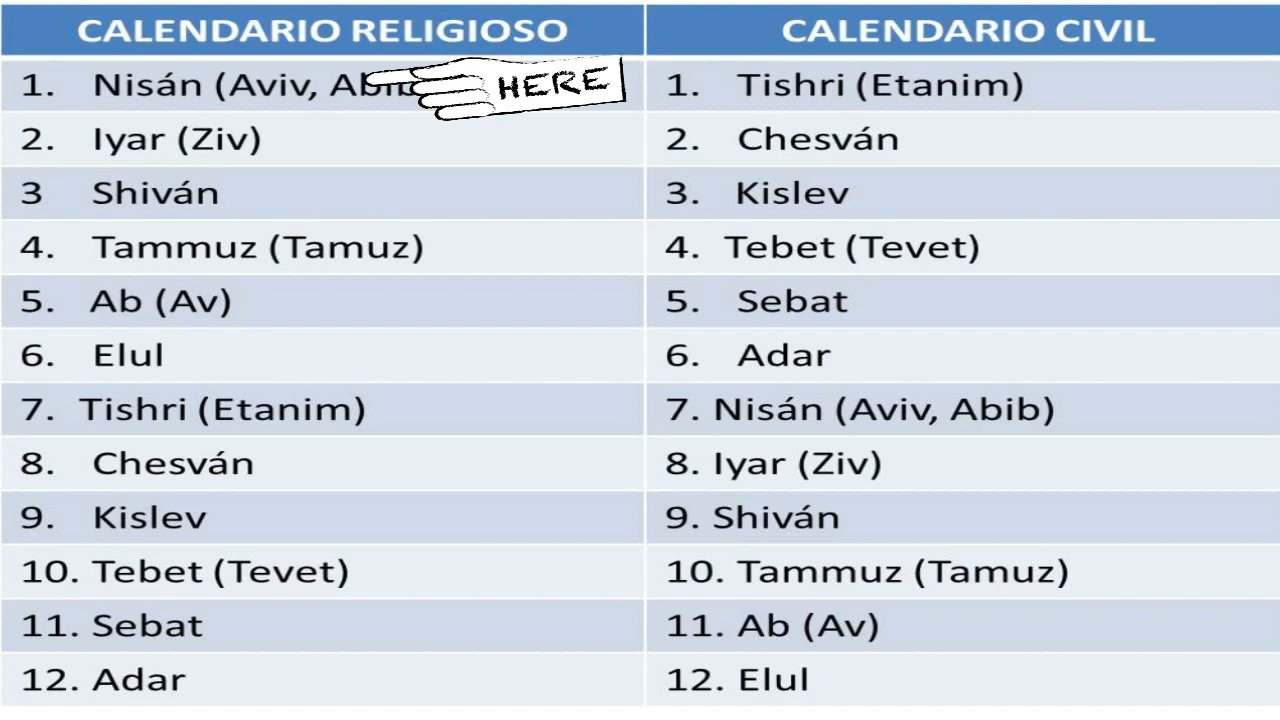 CALENDARIO RELIGIOSO CALENDARIO CIVIL
1. Nisán (Aviv, HERE 1. Tishri (Etanim)
2. Iyar (Ziv) 2. Chesván
3 Shiván 3. Kislev
4. Tammuz (Tamuz) 4. Tebet (Tevet)
5. Ab (Av) 5. Sebat
6. Elul 6. Adar
7. Tishri (Etanim) 7. Nisán (Aviv, Abib)
8. Chesván 8. Iyar (Ziv)
9. Kislev 9. Shiván
10. Tebet (Tevet) 10. Tammuz (Tamuz)
11. Sebat 11. Ab (Av)
12. Adar 12. Elul